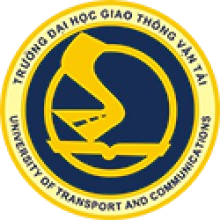 TRƯỜNG ĐẠI HỌC GIAO THÔNG VẬN TẢI
UNIVERSITY OF TRANSPORT AND COMMUNICATIONS